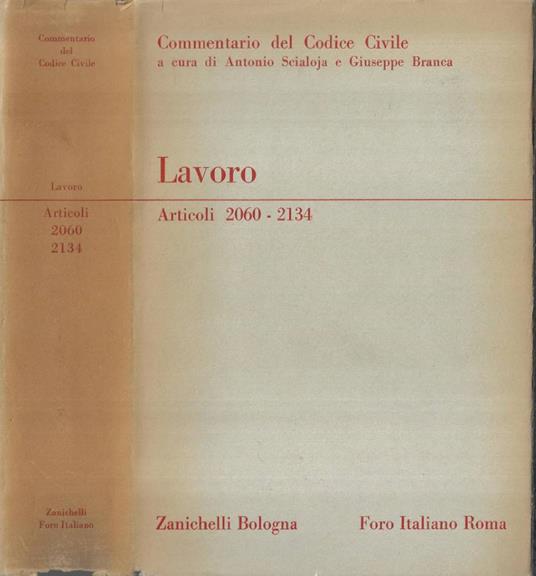 Commentario
del
Codice Civile
Lavoro
Articoli
2060
2134
Zanichelli
Foro Italiano
Commentario del Codice Civile
a cura di Antonio Scialoja e Giuseppe Branca
Lavoro
Articoli 2060 - 2134
Zanichelli Bologna Foro Italiano Roma